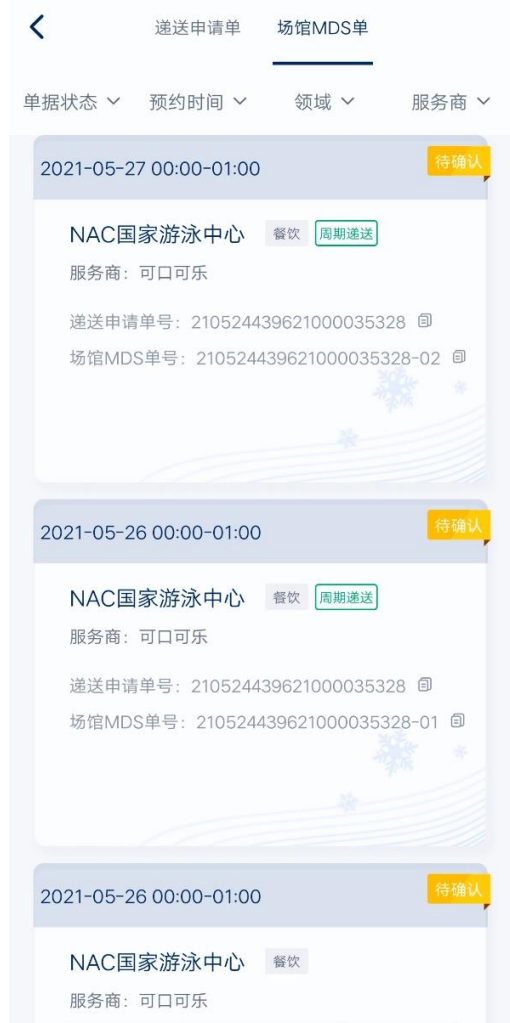 递送申请单 场馆MDS单
单据状态 预约时间 领域 服务商
2021-05-27 00:00-01:00 待确认
NAC国家游泳中心 餐饮 周期递送
服务商：可口可乐
递送申请单号：210524439621000035328
场馆MDS单号：210524439621000035328-02
2021-05-26 00:00-01:00 待确认
NAC国家游泳中心 餐饮 周期递送
服务商：可口可乐
递送申请单号：210524439621000035328
场馆MDS单号：210524439621000035328-01
2021-05-26 00:00-01:00 待确认
NAC国家游泳中心 餐饮
服务商：可口可乐